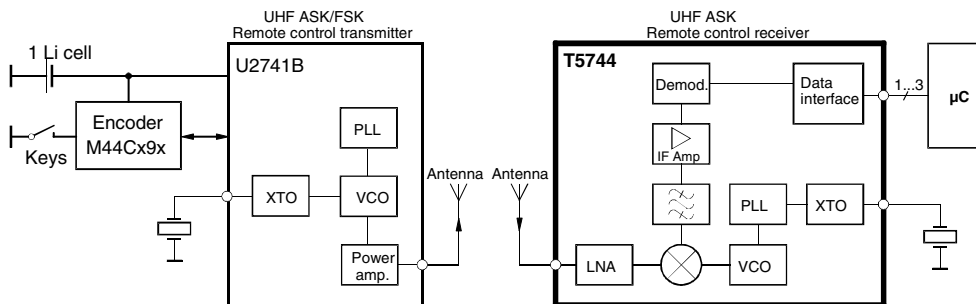 UHF ASK/FSK
Remote control transmitter
UHF ASK
Remote control receiver
1 Li cell
U2741B
T5744
Demod.
Data
interface
1...3
µC
Encoder
M44Cx9x
PLL
IF Amp
Keys
Antenna
Antenna
XTO
VCO
PLL
XTO
Power
amp.
LNA
VCO